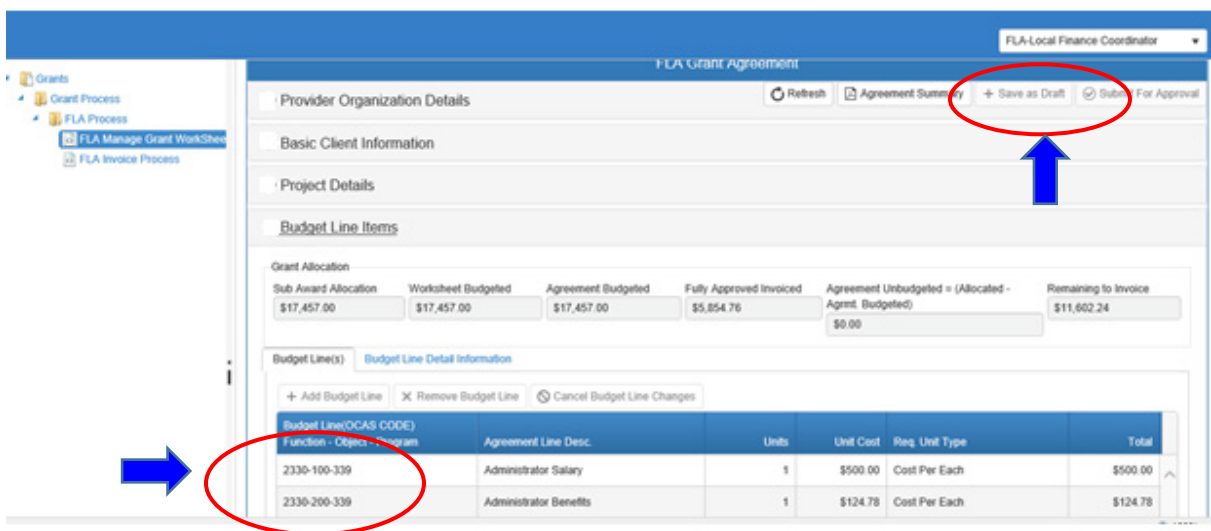 FLA-Local Finance Coordinator
Grants
Grant Process
FLA Process
FLA Manage Grant WorkShee
FLA Invoice Process
FLA Grant Agreement
Provider Organization Details
Refresh Agreement Summary + Save as Draft Submit For Approval
Basic Client Information
Project Details
Budget Line Items
Grant Allocation
Sub Award Allocation Worksheet Budgeted Agreement Budgeted Fully Approved Invoiced Agreement Unbudgeted = (Allocated - Remaining to Invoice
Agrmt. Budgeted)
$17,457.00 $17,457.00 $17,457.00 $5,854.76 $11,602.24
$0.00
Budget Line(s) Budget Line Detail Information
+ Add Budget Line X Remove Budget Line Cancel Budget Line Changes
Budget Line(OCAS CODE)
Function - Object - Program Agreement Line Desc. Units Unit Cost Req. Unit Type Total
2330-100-339 Administrator Salary 1 $500.00 Cost Per Each $500.00
2330-200-339 Administrator Benefits 1 $124.78 Cost Per Each $124.78